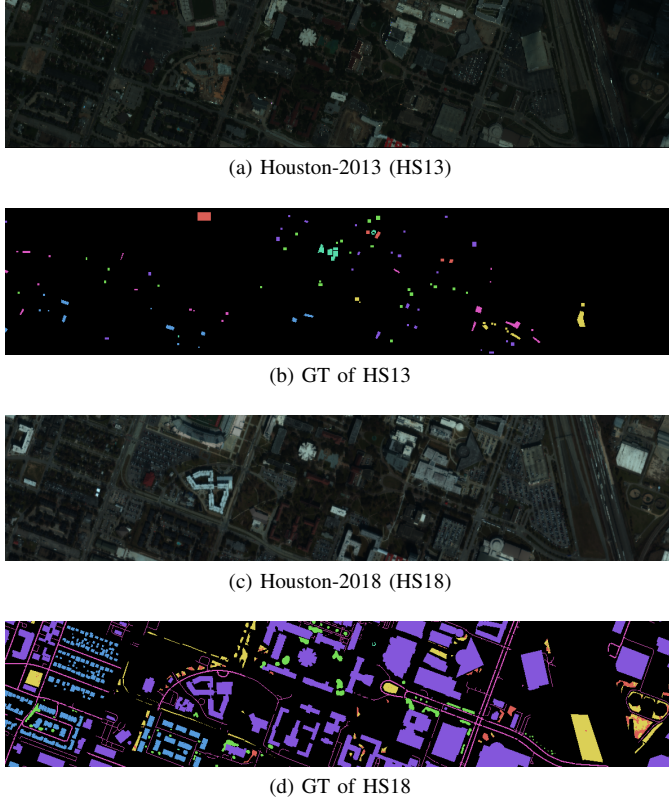 (a) Houston-2013 (HS13)
(b) GT of HS13
(c) Houston-2018 (HS18)
(d) GT of HS18